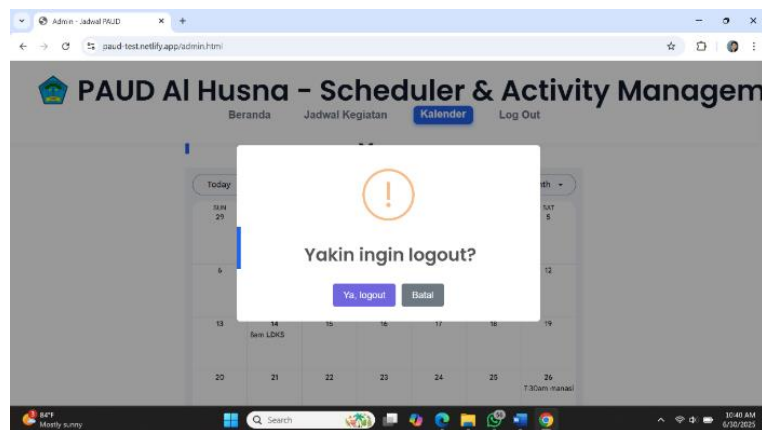 Admin - Jadwal PAUD
paud-test.netlify.app/admin.html
PAUD Al Husna - Scheduler & Activity Managem
Beranda Jadwal Kegiatan Kalender Log Out
Today nth
SUN SAT
29 5
Yakin ingin logout?
Ya, logout Batal
6 12
13 14 15 16 17 18 19
8am LDKS
20 21 22 23 24 25 26
7:30am manasi
84°F
Mostly sunny
Search
10:40 AM
6/30/2025